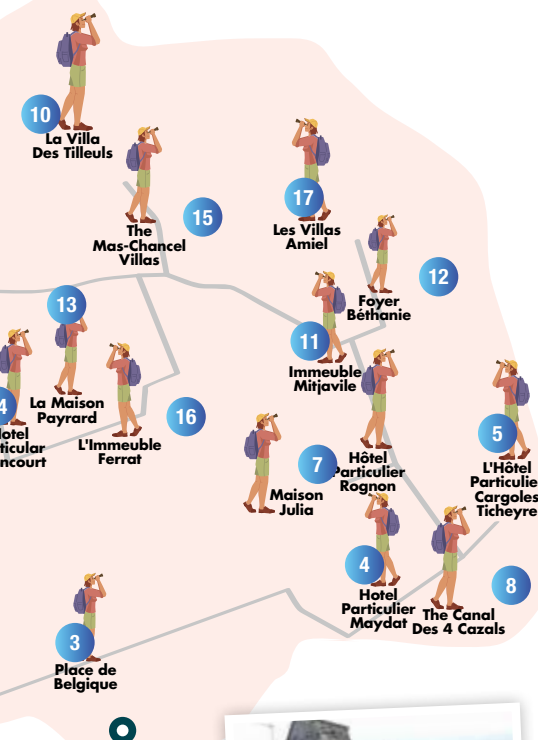 10
La Villa
Des Tilleuls
15
The
Mas-Chancel
Villas
17
Les Villas
Amiel
12
Foyer
Béthanie
13
La Maison
Payrard
11
Immeuble
Mitjavile
4
16
L'Immeuble
Ferrat
7
Hôtel
Particulier
Rognon
5
L'Hôtel
Particulie
Cargoles
Ticheyre
Maison
Julia
4
Hotel
Particulier
Maydat
8
The Canal
Des 4 Cazals
3
Place de
Belgique